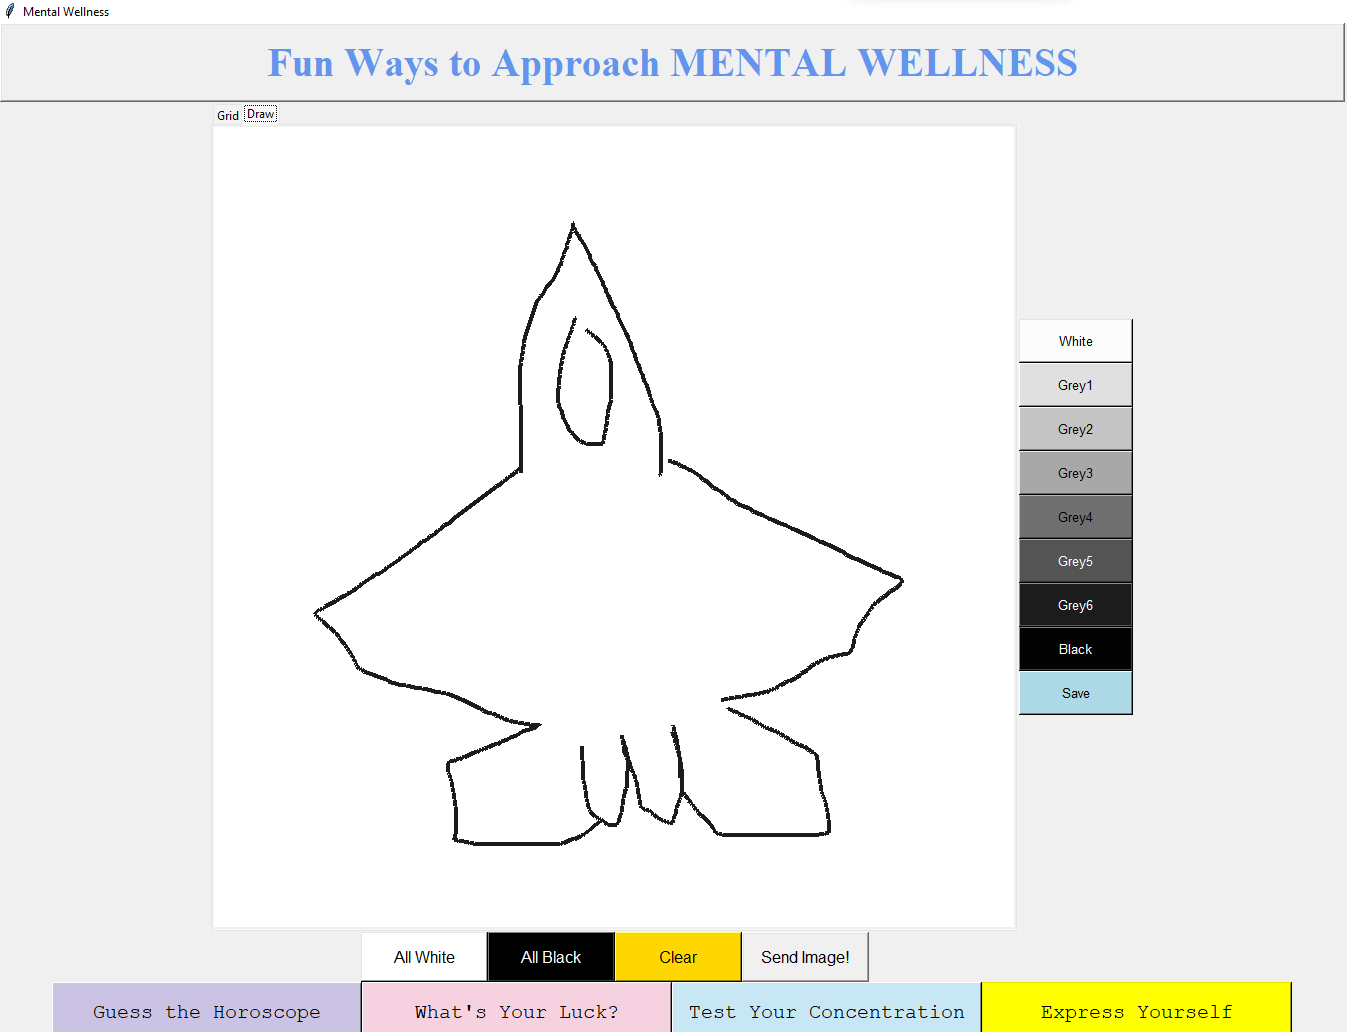 Mental Wellness
Fun Ways to Approach MENTAL WELLNESS
Grid Draw
White
Grey1
Grey2
Grey3
Grey4
Grey5
Grey6
Black
Save
All White All Black Clear Send Image!
Guess the Horoscope What's Your Luck? Test Your Concentration Express Yourself